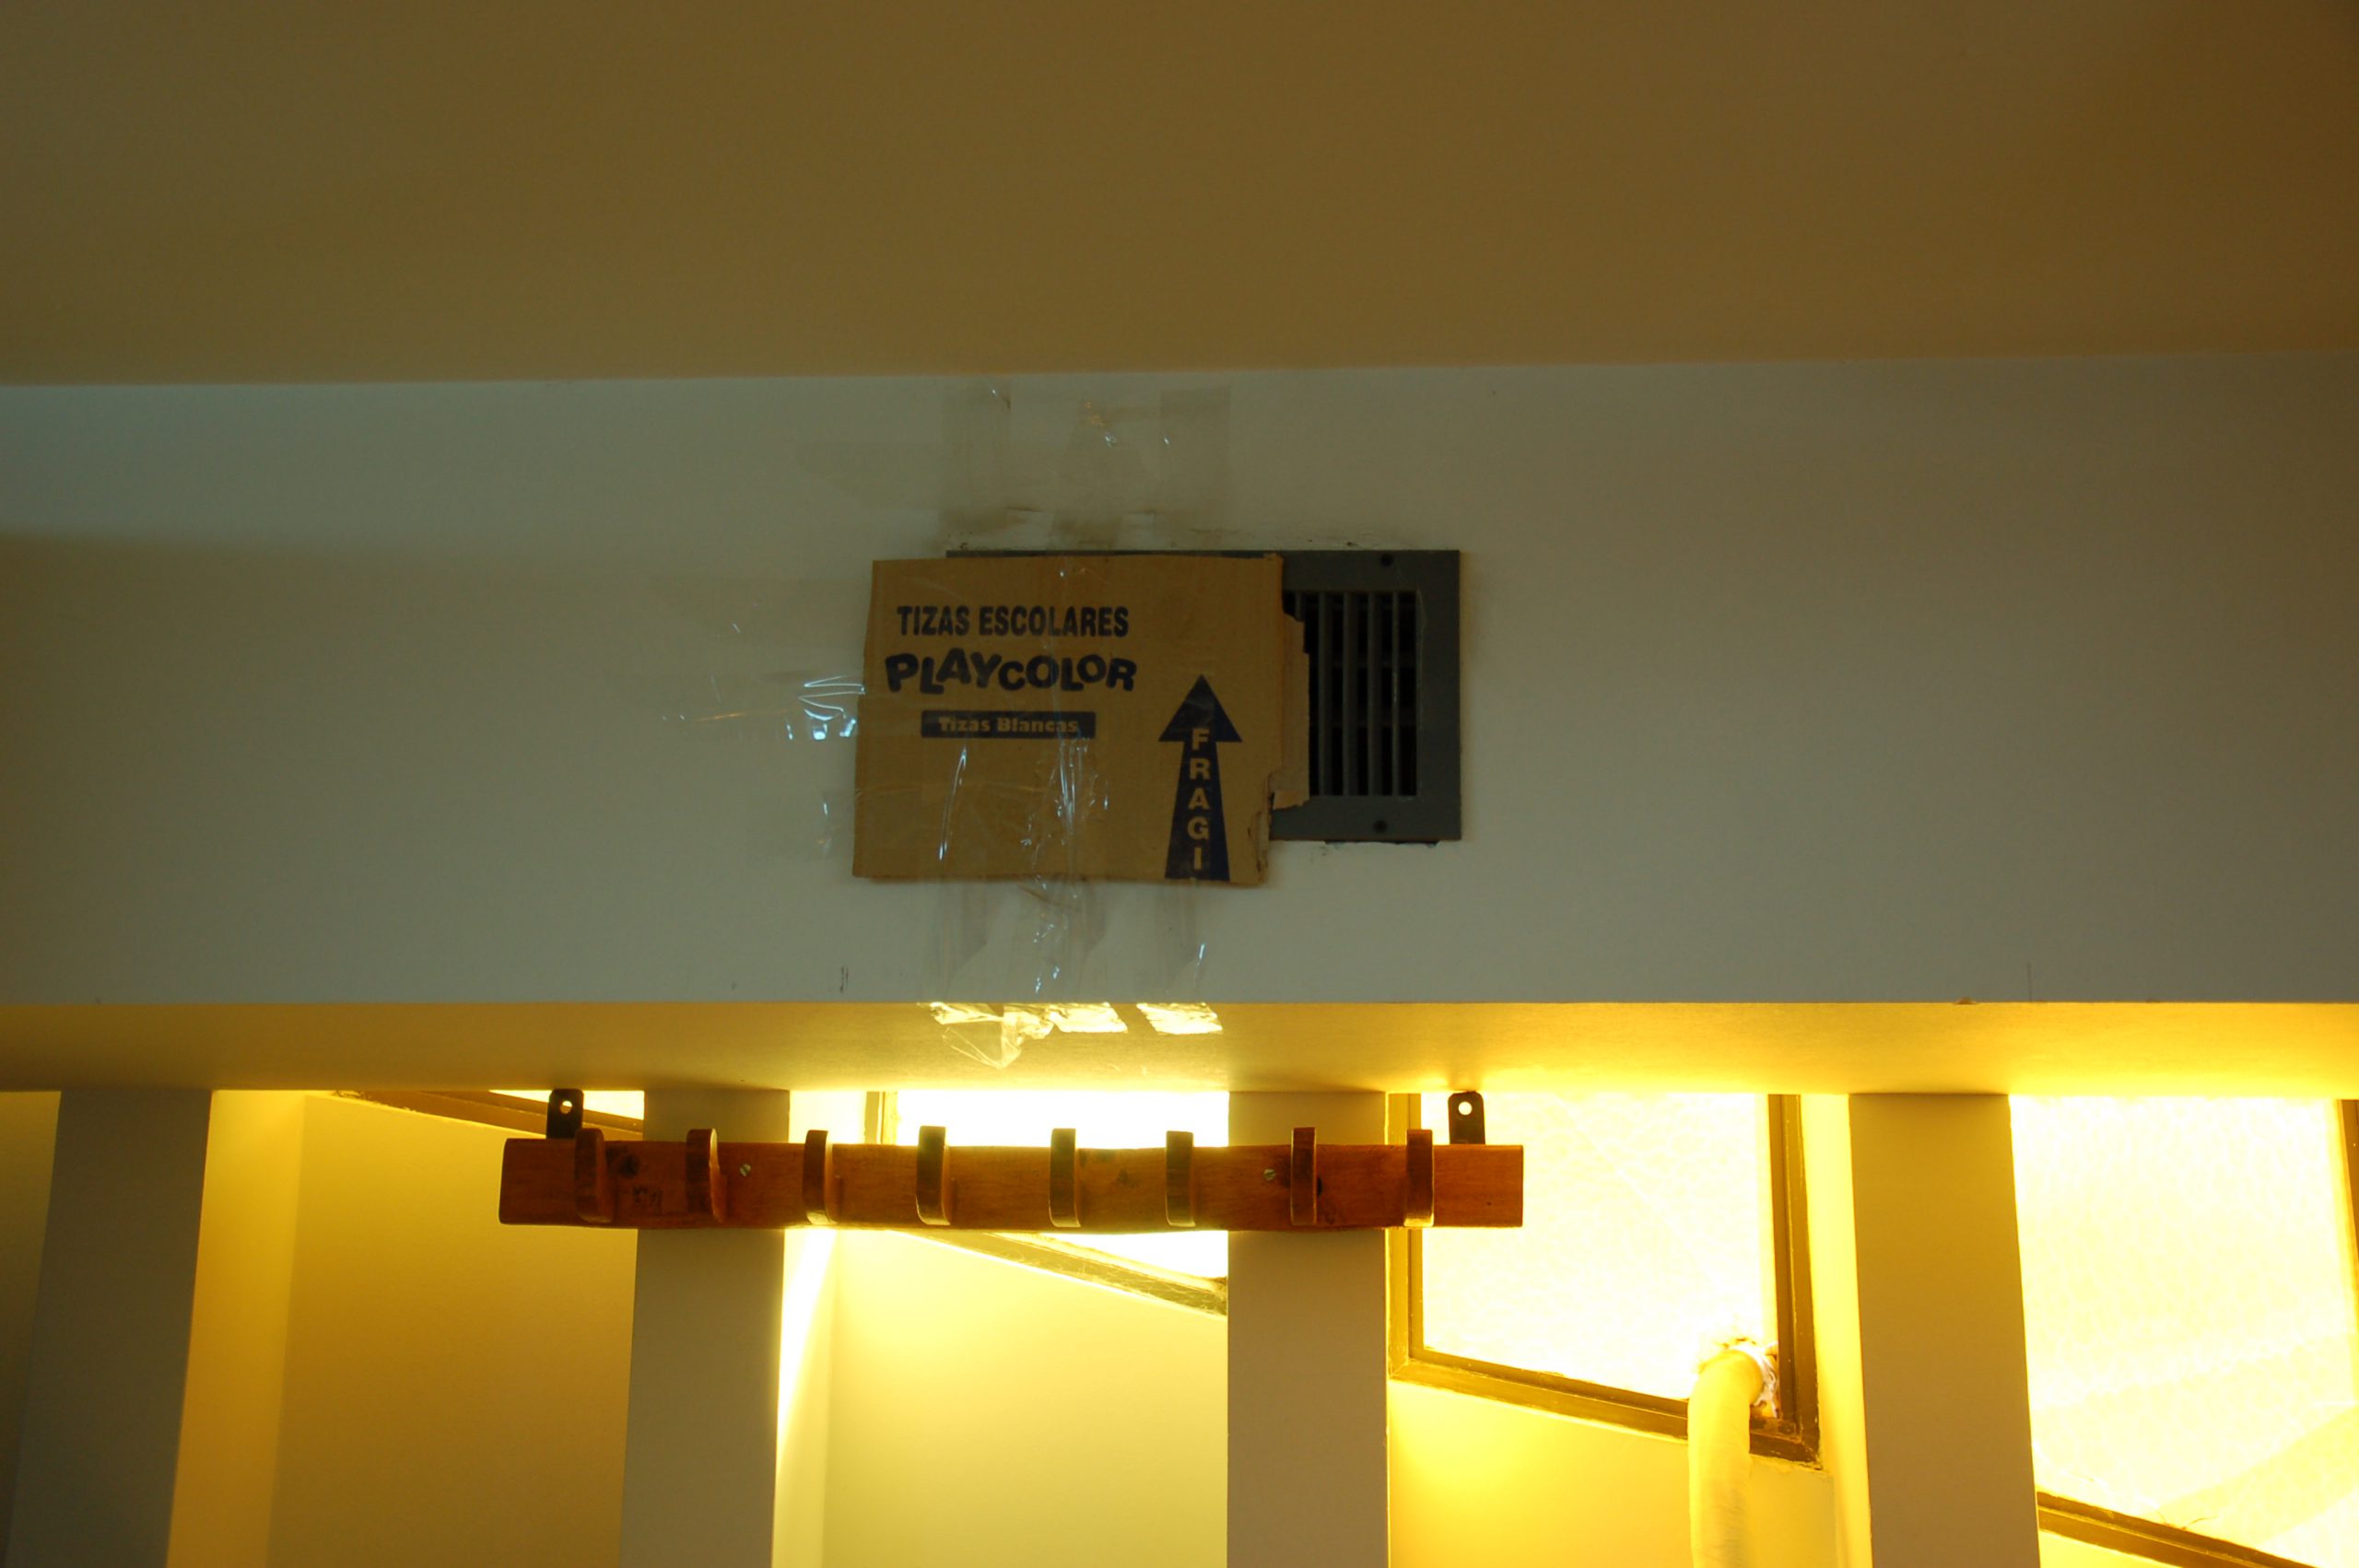 TIZAS ESCOLARES
PLAYCOLOR
Tizas Blancas
FRAGI